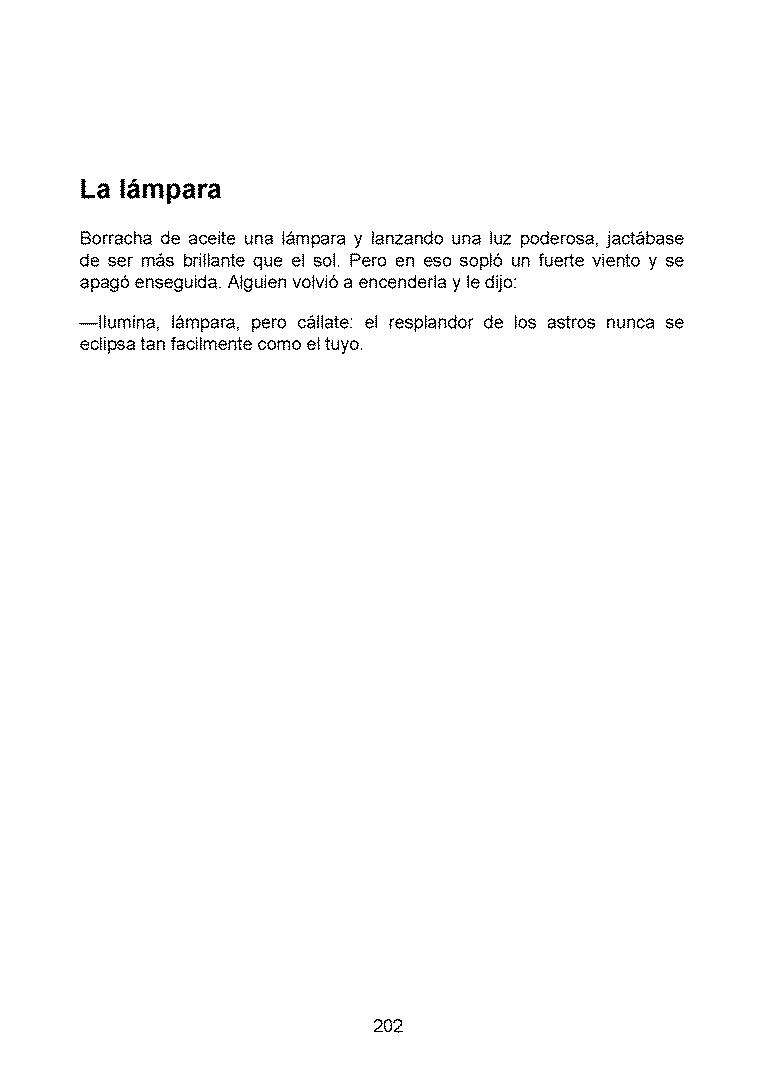 La lámpara
Borracha de aceite una lámpara y lanzando una luz poderosa, jactábase
de ser más brillante que el sol. Pero en eso sopló un fuerte viento y se
apagó enseguida. Alguien volvió a encenderla y le dijo:
—Ilumina, lámpara, pero cállate: el resplandor de los astros nunca se
eclipsa tan facilmente como el tuyo.
202